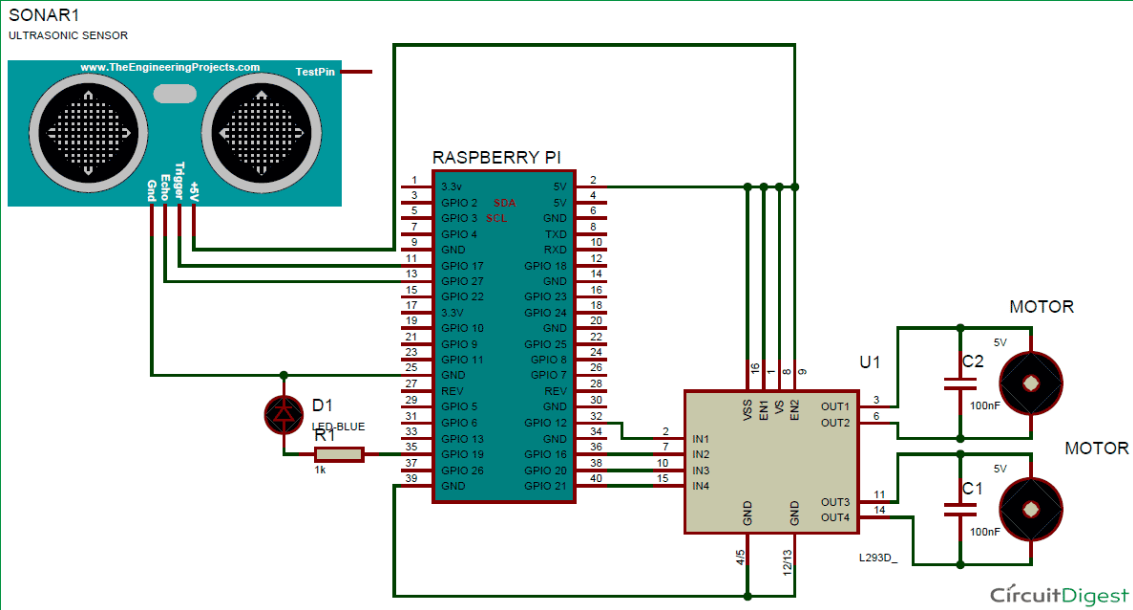 SONAR1
ULTRASONIC SENSOR
www.TheEngineeringProjects.com
TestPin
Gnd
Echo
Trigger
+5V
RASPBERRY PI
1 3.3v 5V 2
3 GPIO 2 SDA 5V 4
5 GPIO 3 SCL GND 6
7 GPIO 4 TXD 8
9 GND RXD 10
11 GPIO 17 GPIO 18 12
13 GPIO 27 GND 14
15 GPIO 22 GPIO 23 16
17 3.3V GPIO 24 18
19 GPIO 10 GND 20
21 GPIO 9 GPIO 25 22
23 GPIO 11 GPIO 8 24
25 GND GPIO 7 26
27 REV REV 28
29 GPIO 5 GND 30
31 GPIO 6 GPIO 12 32
33 GPIO 13 GND 34
35 GPIO 19 GPIO 16 36
37 GPIO 26 GPIO 20 38
39 GND GPIO 21 40
D1
LED-BLUE
R1
1k
U1
16 1 8 9
VSS EN1 VS EN2
2 IN1
7 IN2
10 IN3
15 IN4
OUT1 3
OUT2 6
OUT3 11
OUT4 14
GND GND
4/5 12/13
L293D_
MOTOR
5V
C2
100nF
MOTOR
5V
C1
100nF
CircuitDigest